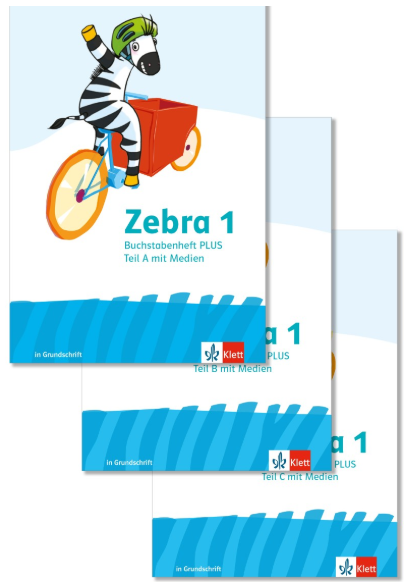 Zebra 1
Buchstabenheft PLUS
Teil A mit Medien
in Grundschrift
Klett
a 1
PLUS
Teil B mit Medien
in Grundschrift
Klett
a 1
PLUS
Teil C mit Medien
in Grundschrift
Klett